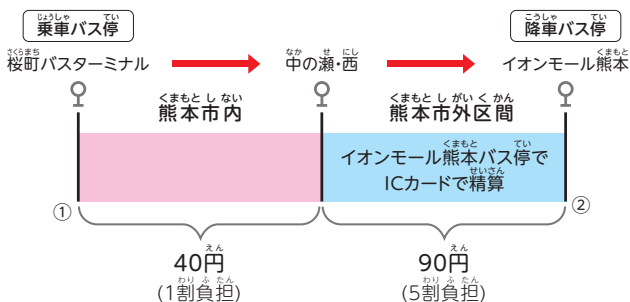 乗車バス停
降車バス停
桜町バスターミナル
中の瀬・西
イオンモール熊本
熊本市内
熊本市外区間
イオンモール熊本バス停で
ICカードで精算
①
②
40円
(1割負担)
90円
(5割負担)